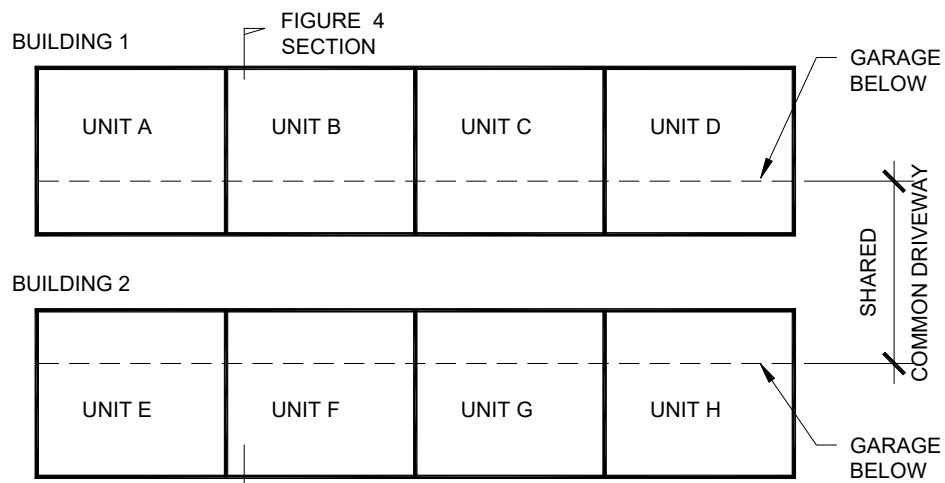 FIGURE 4
SECTION
BUILDING 1
GARAGE
BELOW
UNIT A
UNIT B
UNIT C
UNIT D
SHARED
COMMON DRIVEWAY
BUILDING 2
UNIT E
UNIT F
UNIT G
UNIT H
GARAGE
BELOW